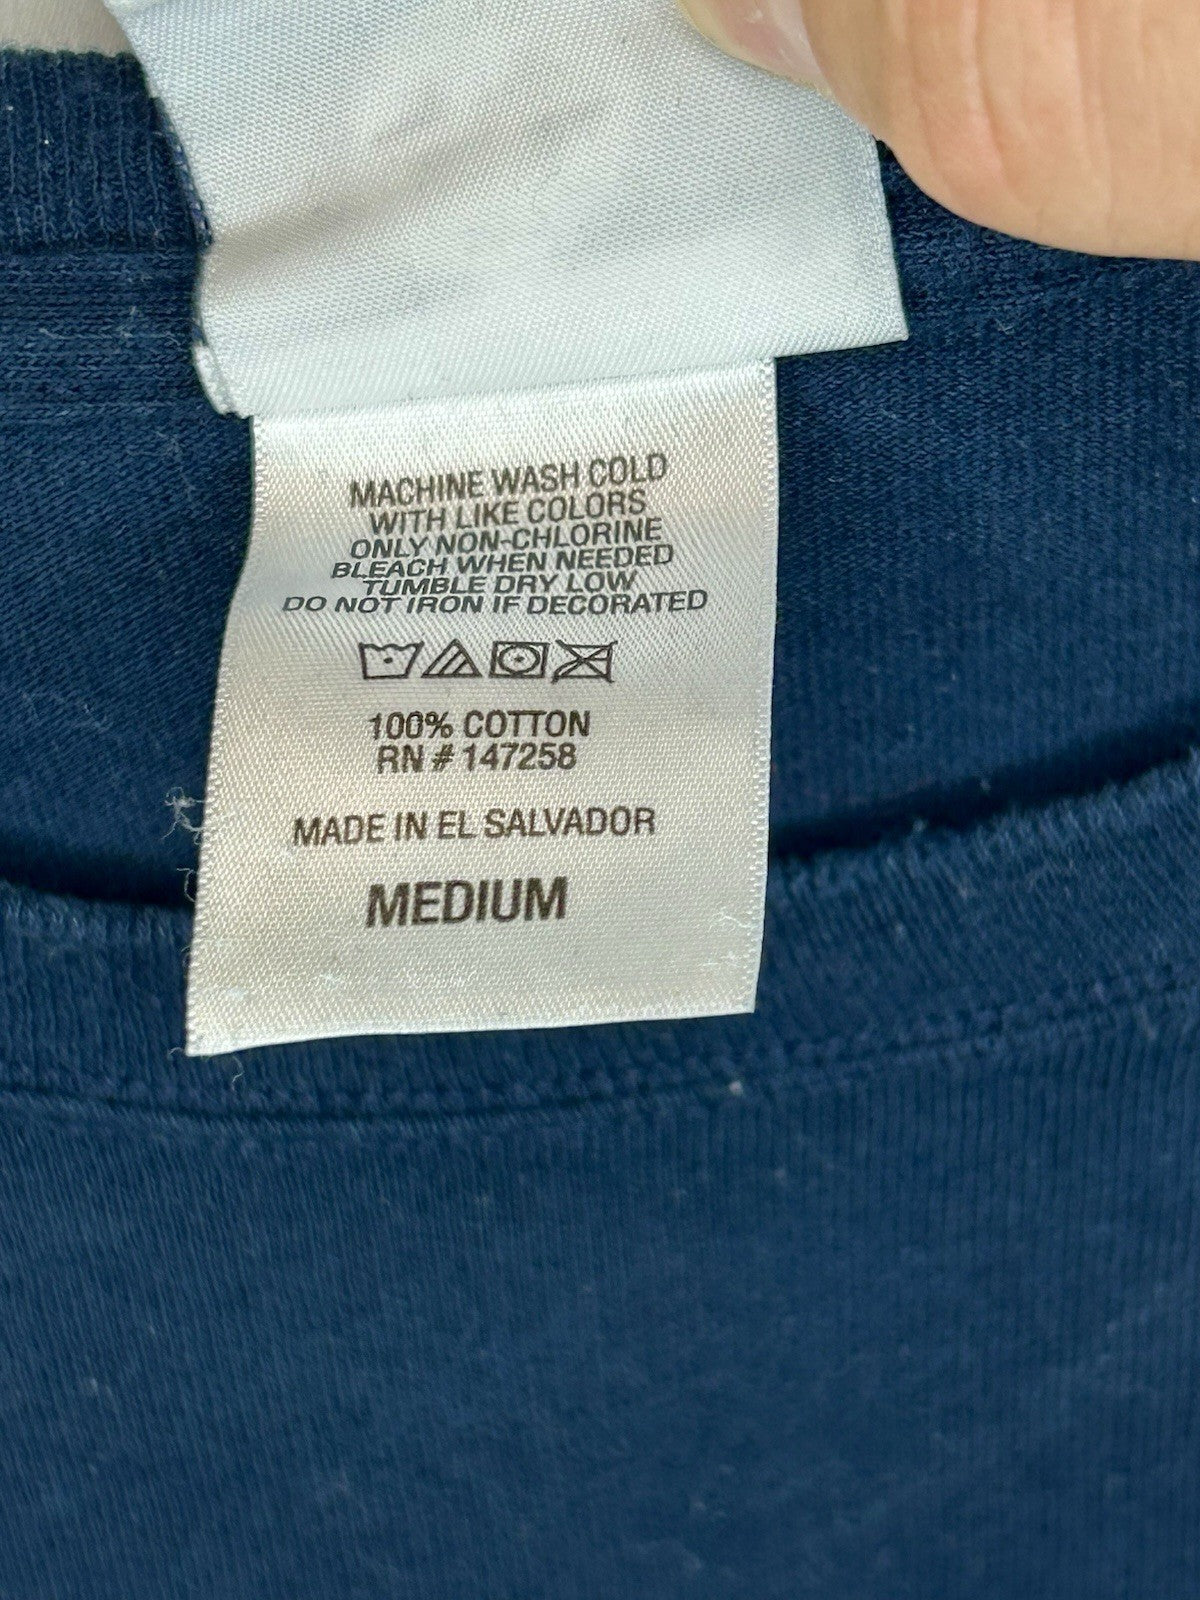 MACHINE WASH COLD
WITH LIKE COLORS
ONLY NON-CHLORINE
BLEACH WHEN NEEDED
TUMBLE DRY LOW
DO NOT IRON IF DECORATED
100% COTTON
RN # 147258
MADE IN EL SALVADOR
MEDIUM